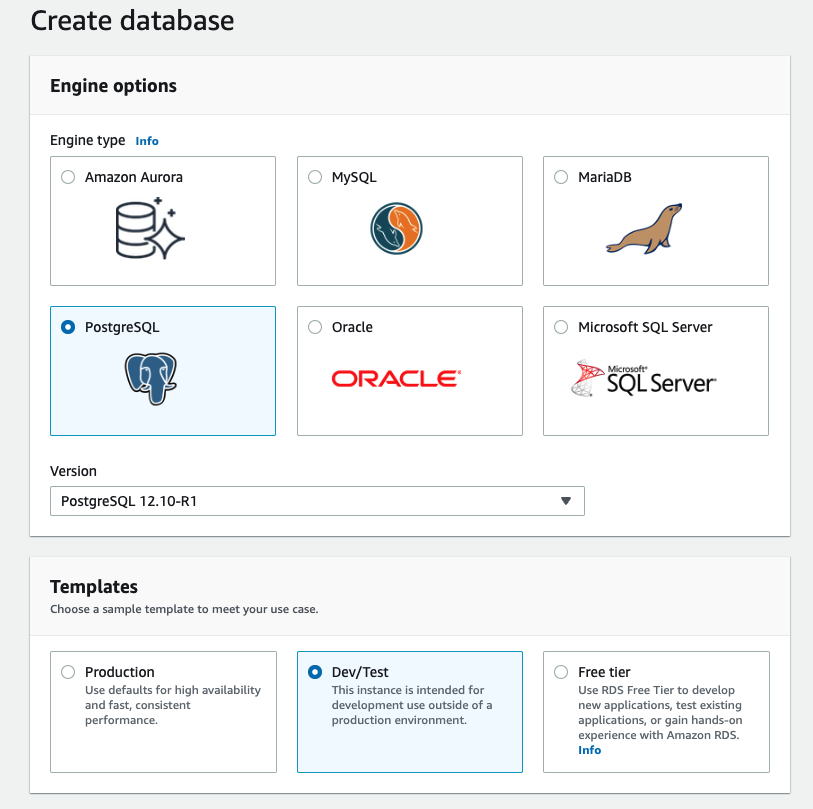 Create database
Engine options
Engine type Info
Amazon Aurora
MySQL
MariaDB
PostgreSQL
Oracle
Microsoft SQL Server
ORACLE
Microsoft®
SQL Server
Version
PostgreSQL 12.10-R1
Templates
Choose a sample template to meet your use case.
Production
Use defaults for high availability
and fast, consistent
performance.
Dev/Test
This instance is intended for
development use outside of a
production environment.
Free tier
Use RDS Free Tier to develop
new applications, test existing
applications, or gain hands-on
experience with Amazon RDS.
Info